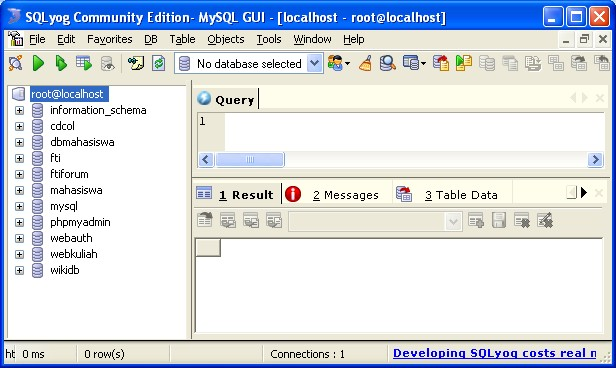 SQLyog Community Edition- MySQL GUI - [localhost - root@localhost]
File Edit Favorites DB Table Objects Tools Window Help
No database selected
root@localhost
information_schema
cdcol
dbmahasiswa
fti
ftiforum
mahasiswa
mysql
phpmyadmin
webauth
webkuliah
wikidb
Query
1
1 Result 2 Messages 3 Table Data
ht 0 ms 0 row(s) Connections : 1 Developing SQLyog costs real m